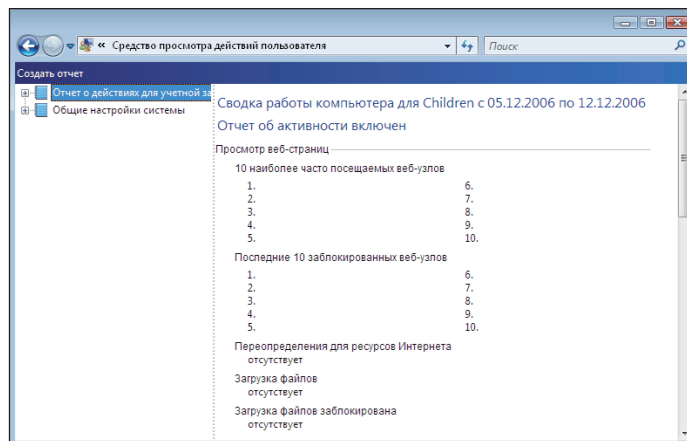 « Средство просмотра действий пользователя
Поиск
Создать отчет
Отчет о действиях для учетной за
Общие настройки системы
Сводка работы компьютера для Children с 05.12.2006 по 12.12.2006
Отчет об активности включен
Просмотр веб-страниц
10 наиболее часто посещаемых веб-узлов
1. 6.
2. 7.
3. 8.
4. 9.
5. 10.
Последние 10 заблокированных веб-узлов
1. 6.
2. 7.
3. 8.
4. 9.
5. 10.
Переопределения для ресурсов Интернета
отсутствует
Загрузка файлов
отсутствует
Загрузка файлов заблокирована
отсутствует